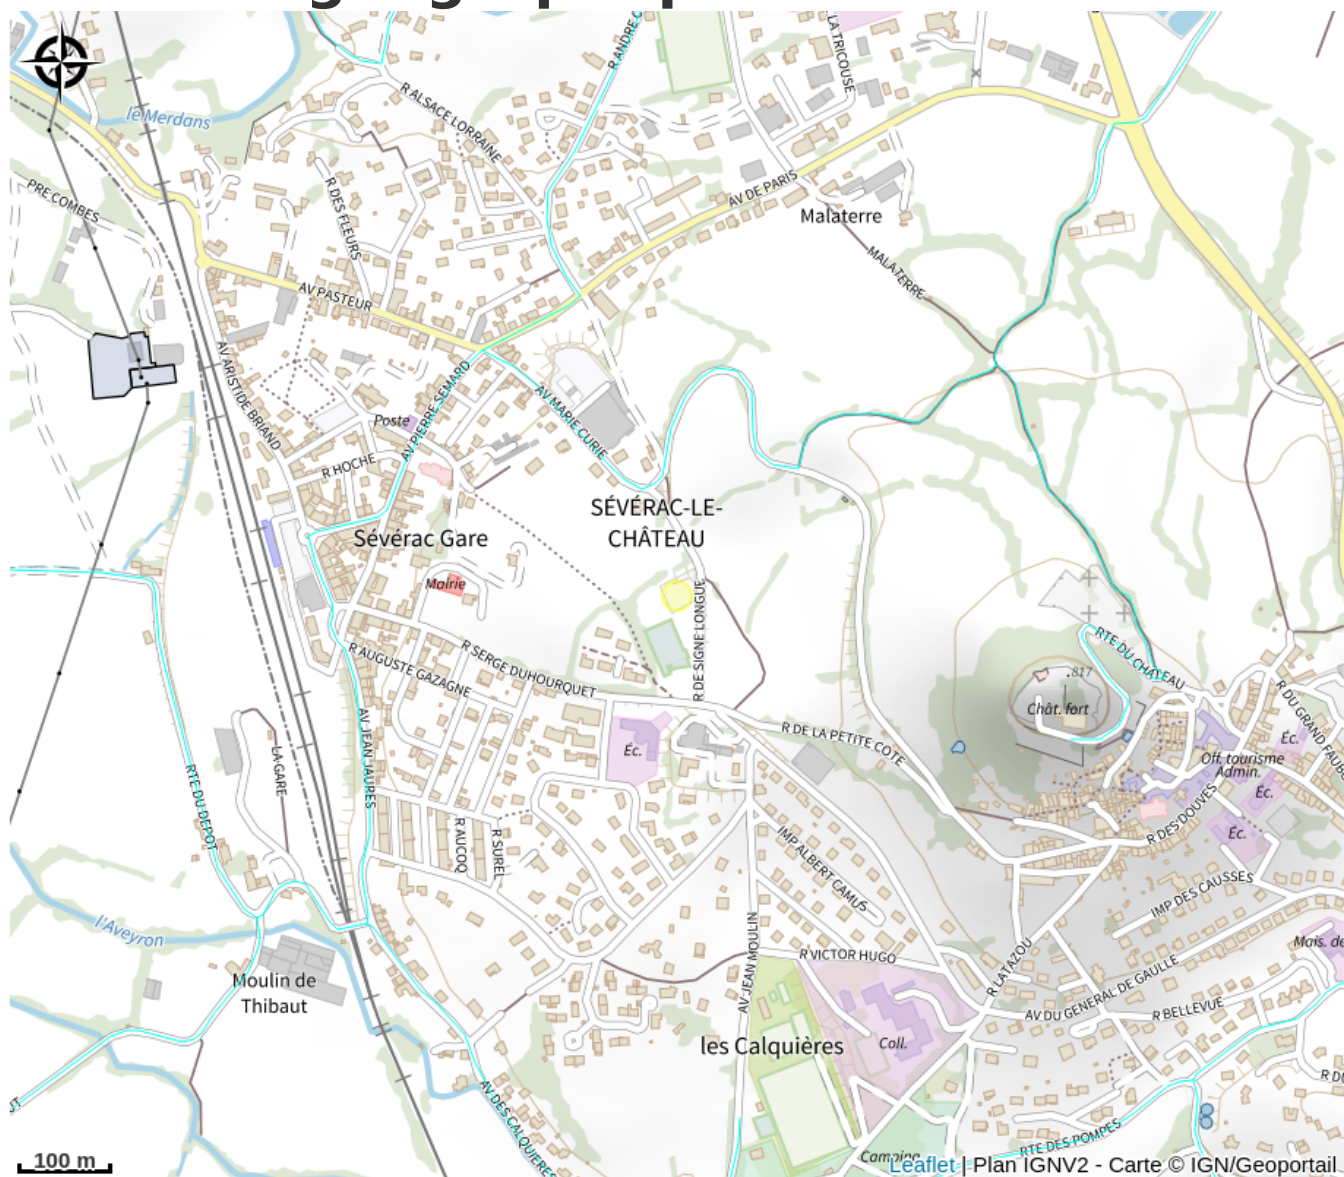 R ANDRE C
LA TRICOUSE
R ALSACE LORRAINE
le Merdans
PRE COMBES
R DES FLEURS
AV DE PARIS
Malaterre
MALATERRE
AV PASTEUR
AV ARISTIDE BRIAND
AV PIERRE SEMARD
AV MARIE CURIE
Poste
R HOCHE
SÉVÉRAC-LE-
CHÂTEAU
Sévérac Gare
Mairie
R DE SIGNE LONGUE
R SERGE DUHOURQUET
R AUGUSTE GAZAGNE
RTE DU CHATEAU
817
Chât. fort
R DU GRAND FAUB
R DE LA PETITE COTE
Éc.
Éc.
Off. tourisme
Admin.
Éc.
Éc.
R DES DOUVES
LA GARE
AV JEAN JAURES
RTE DU DEPOT
R AUCOQ
R SUREL
IMP ALBERT CAMUS
IMP DES CAUSSES
l'Aveyron
Moulin de
Thibaut
AV JEAN MOULIN
R VICTOR HUGO
R LATAZOU
AV DU GENERAL DE GAULLE
Mais. de
R BELLEVUE
les Calquières
Coll.
R DU
AV DES CALQUIERES
RTE DES POMPES
Camping
100 m
Leaflet | Plan IGNV2 - Carte © IGN/Geoportail